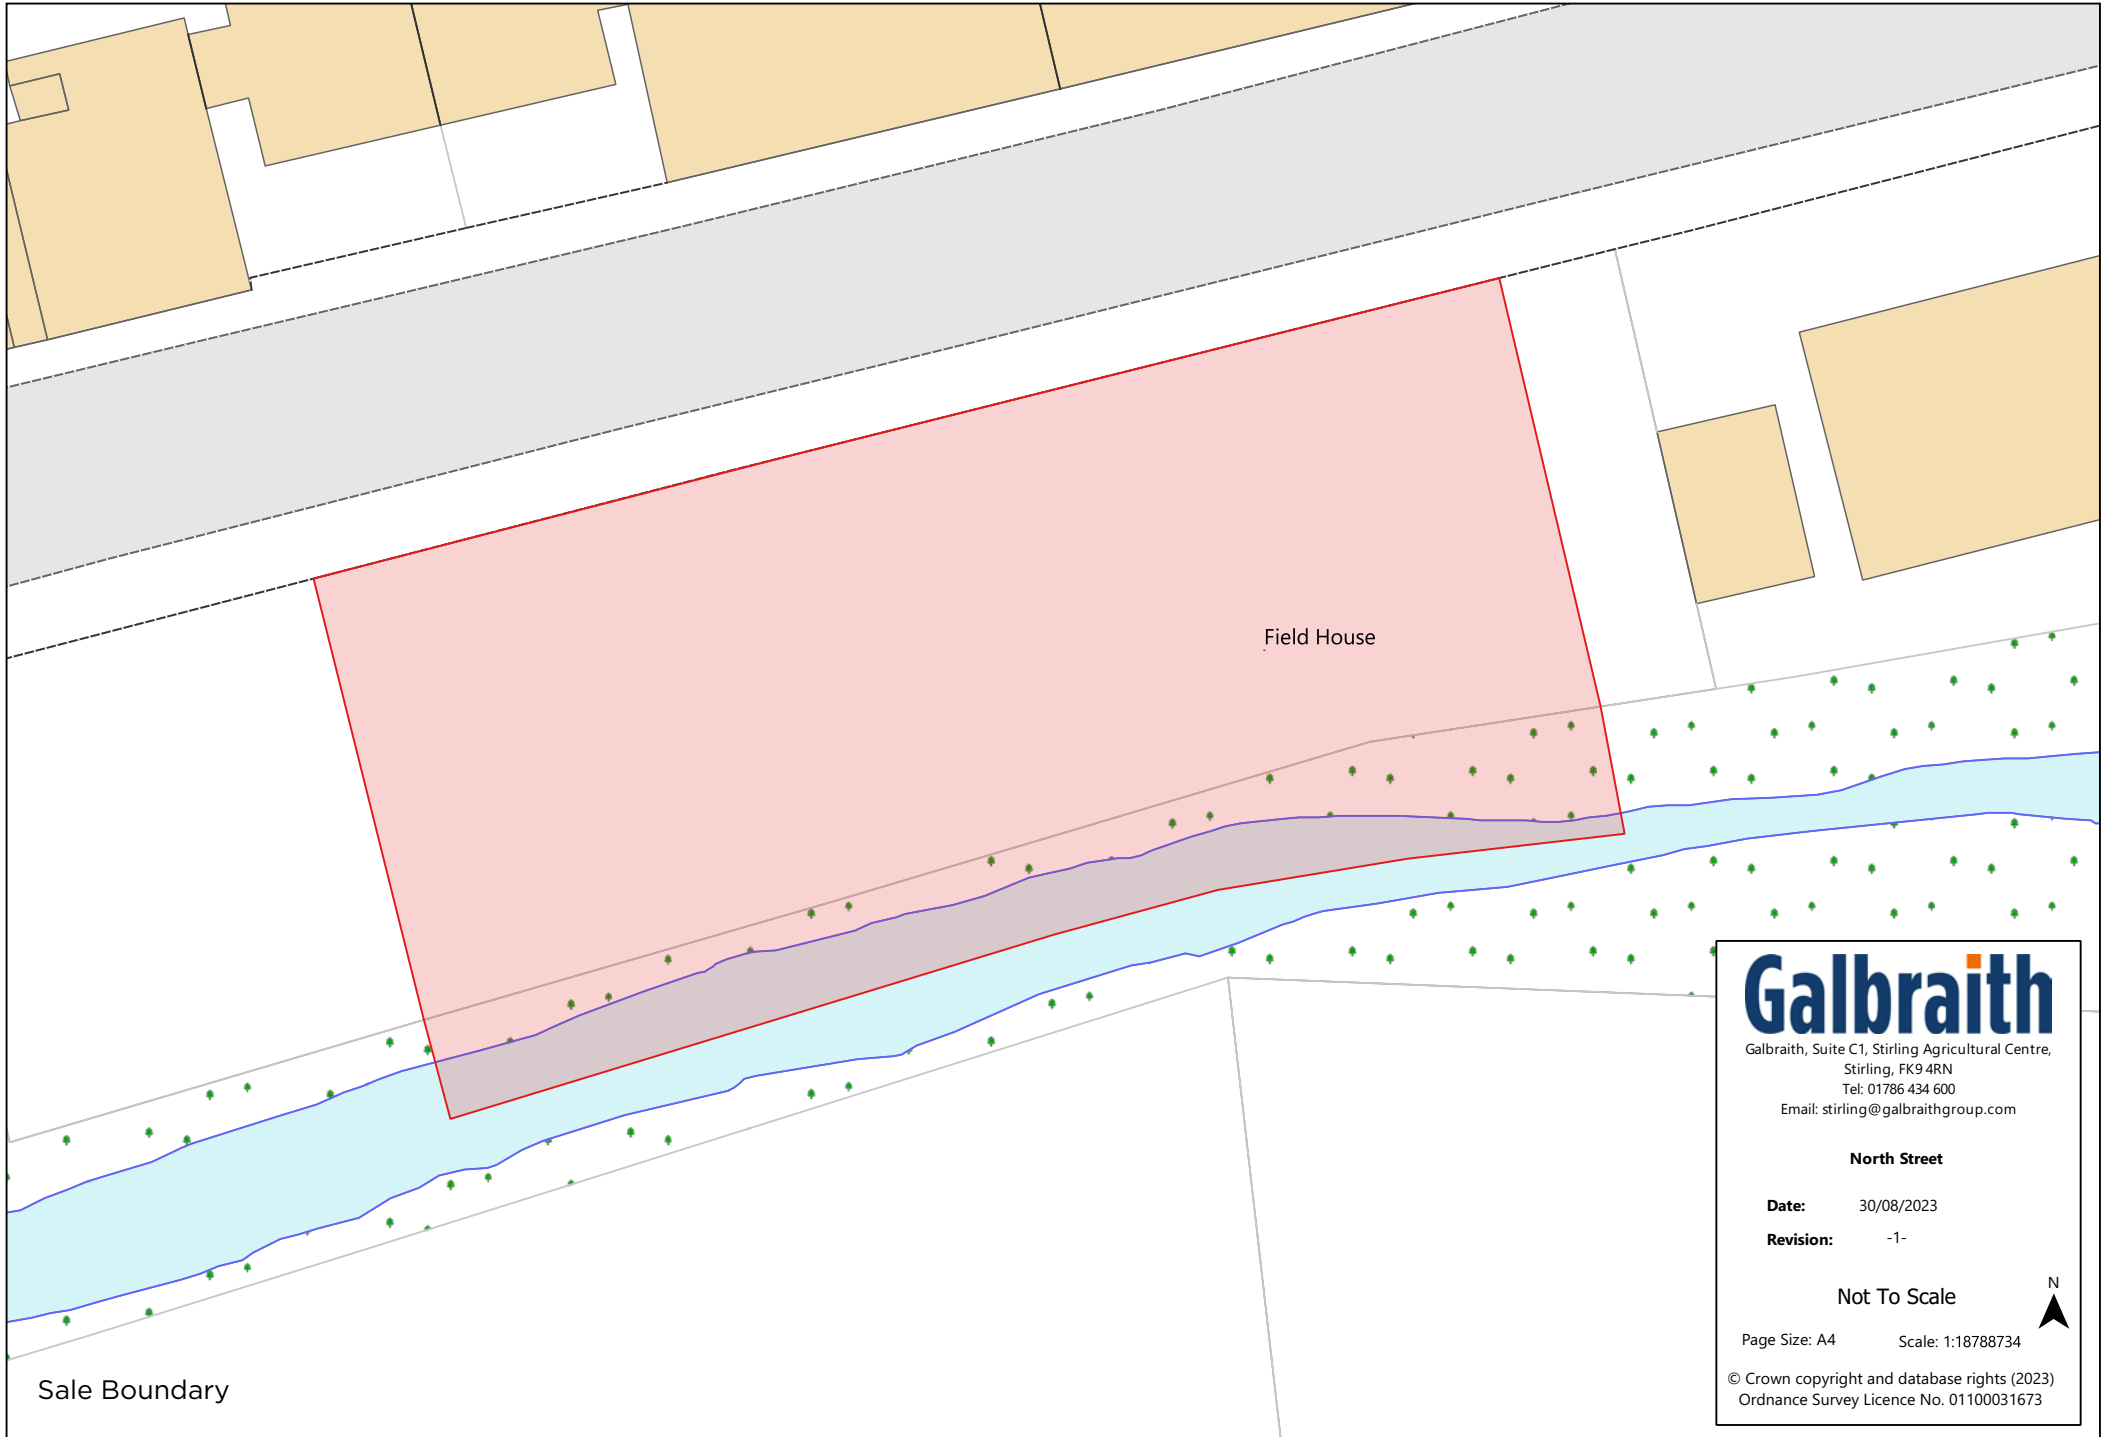 Field House
Galbraith
Galbraith, Suite C1, Stirling Agricultural Centre,
Stirling, FK9 4RN
Tel: 01786 434 600
Email: stirling@galbraithgroup.com
North Street
Date: 30/08/2023
Revision: -1-
N
Not To Scale
Page Size: A4 Scale: 1:18788734
© Crown copyright and database rights (2023)
Ordnance Survey Licence No. 01100031673
Sale Boundary